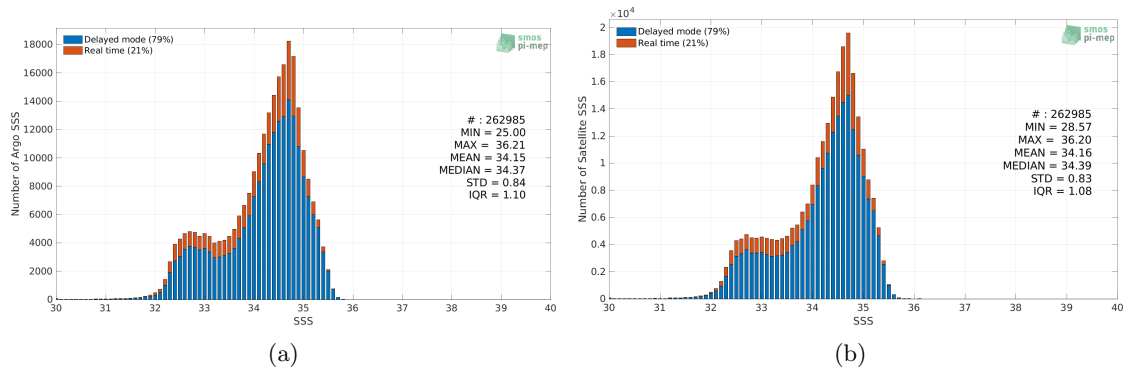 Delayed mode (79%)
Real time (21%)
smos
pi-mep
18000
16000
14000
12000
10000
8000
6000
4000
2000
0
Number of Argo SSS
# : 262985
MIN = 25.00
MAX = 36.21
MEAN = 34.15
MEDIAN = 34.37
STD = 0.84
IQR = 1.10
30 31 32 33 34 35 36 37 38 39 40
SSS
(a)
×10⁴
Delayed mode (79%)
Real time (21%)
smos
pi-mep
2
1.8
1.6
1.4
1.2
1
0.8
0.6
0.4
0.2
0
Number of Satellite SSS
# : 262985
MIN = 28.57
MAX = 36.20
MEAN = 34.16
MEDIAN = 34.39
STD = 0.83
IQR = 1.08
30 31 32 33 34 35 36 37 38 39 40
SSS
(b)